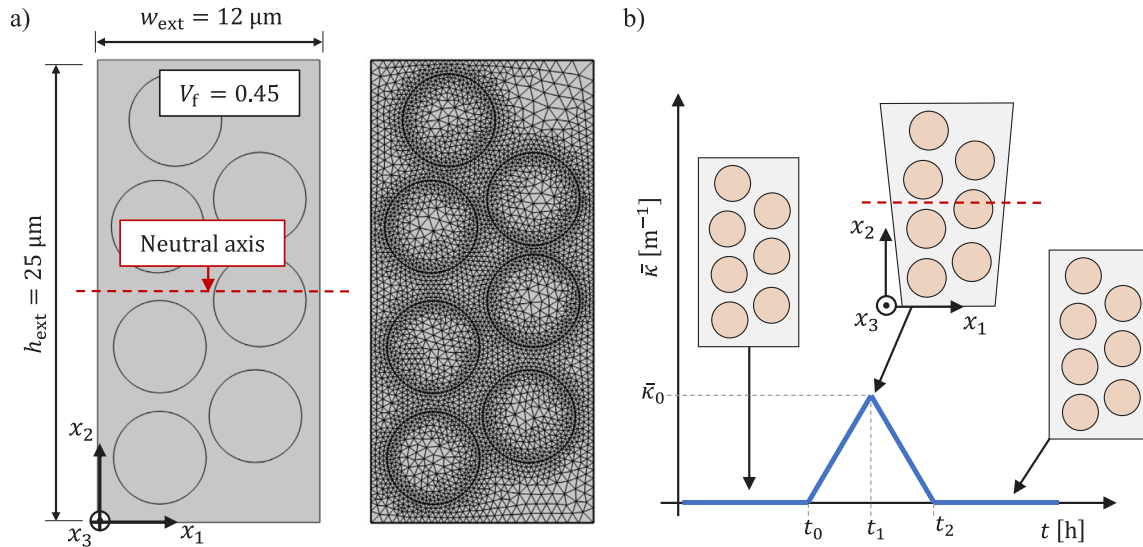 a)
w_ext = 12 μm
V_f = 0.45
Neutral axis
h_ext = 25 μm
x_2
x_3
x_1
b)
κ̄ [m⁻¹]
x_2
x_3
x_1
κ̄_0
t_0
t_1
t_2
t [h]